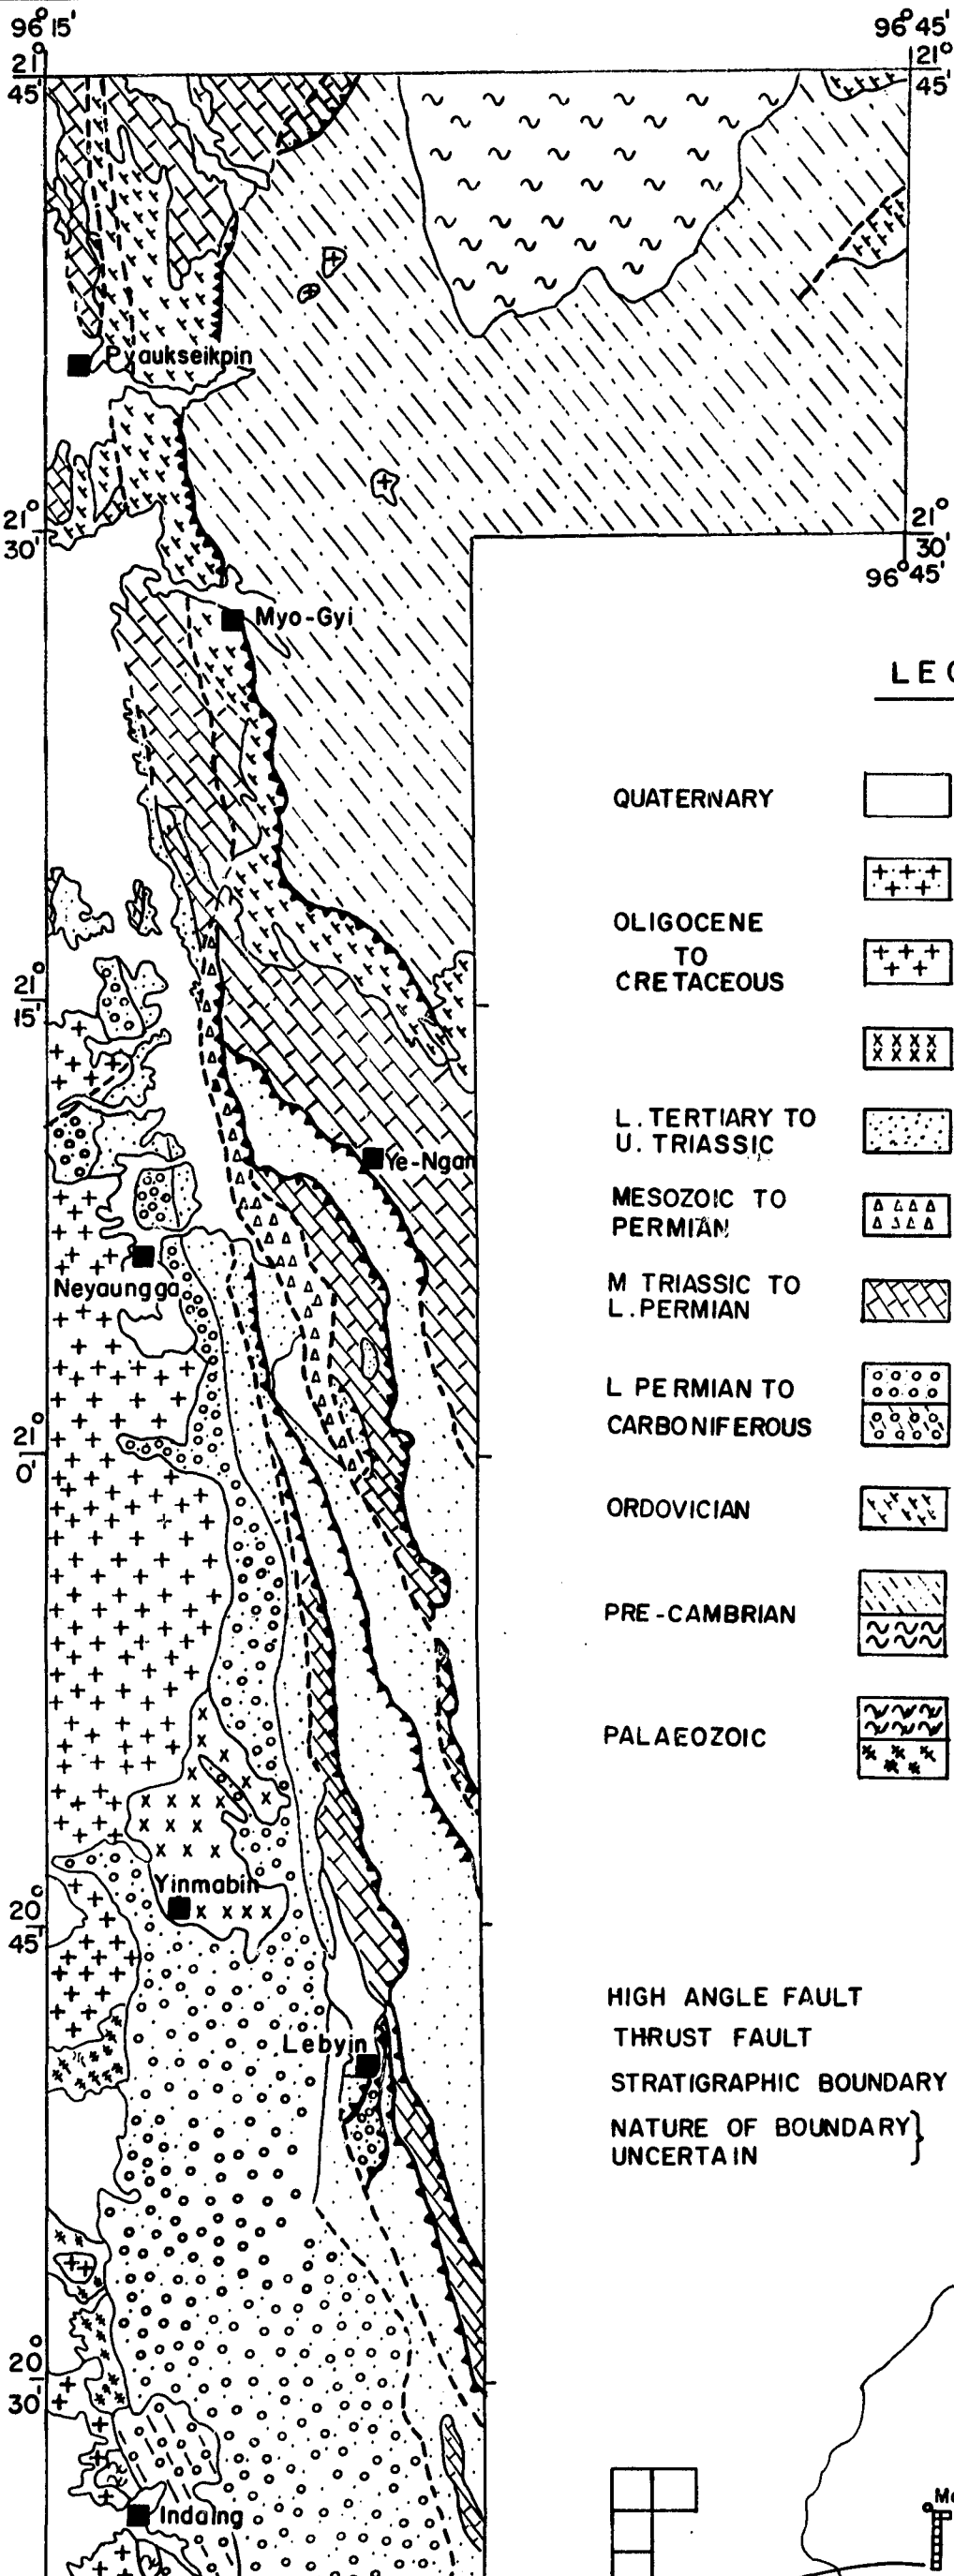 96°15'
96°45'
21°
45'
21°
45'
Pyaukseikpin
21°
30'
21°
30'
96°45'
Myo-Gyi
QUATERNARY
OLIGOCENE
TO
CRETACEOUS
21°
15'
L. TERTIARY TO
U. TRIASSIC
Ye-Ngan
MESOZOIC TO
PERMIAN
Neyaungga
M TRIASSIC TO
L. PERMIAN
L PERMIAN TO
CARBONIFEROUS
21°
0'
ORDOVICIAN
PRE-CAMBRIAN
PALAEOZOIC
Yinmabin
20°
45'
HIGH ANGLE FAULT
THRUST FAULT
Lebyin
STRATIGRAPHIC BOUNDARY
NATURE OF BOUNDARY
UNCERTAIN
20°
30'
Indaing